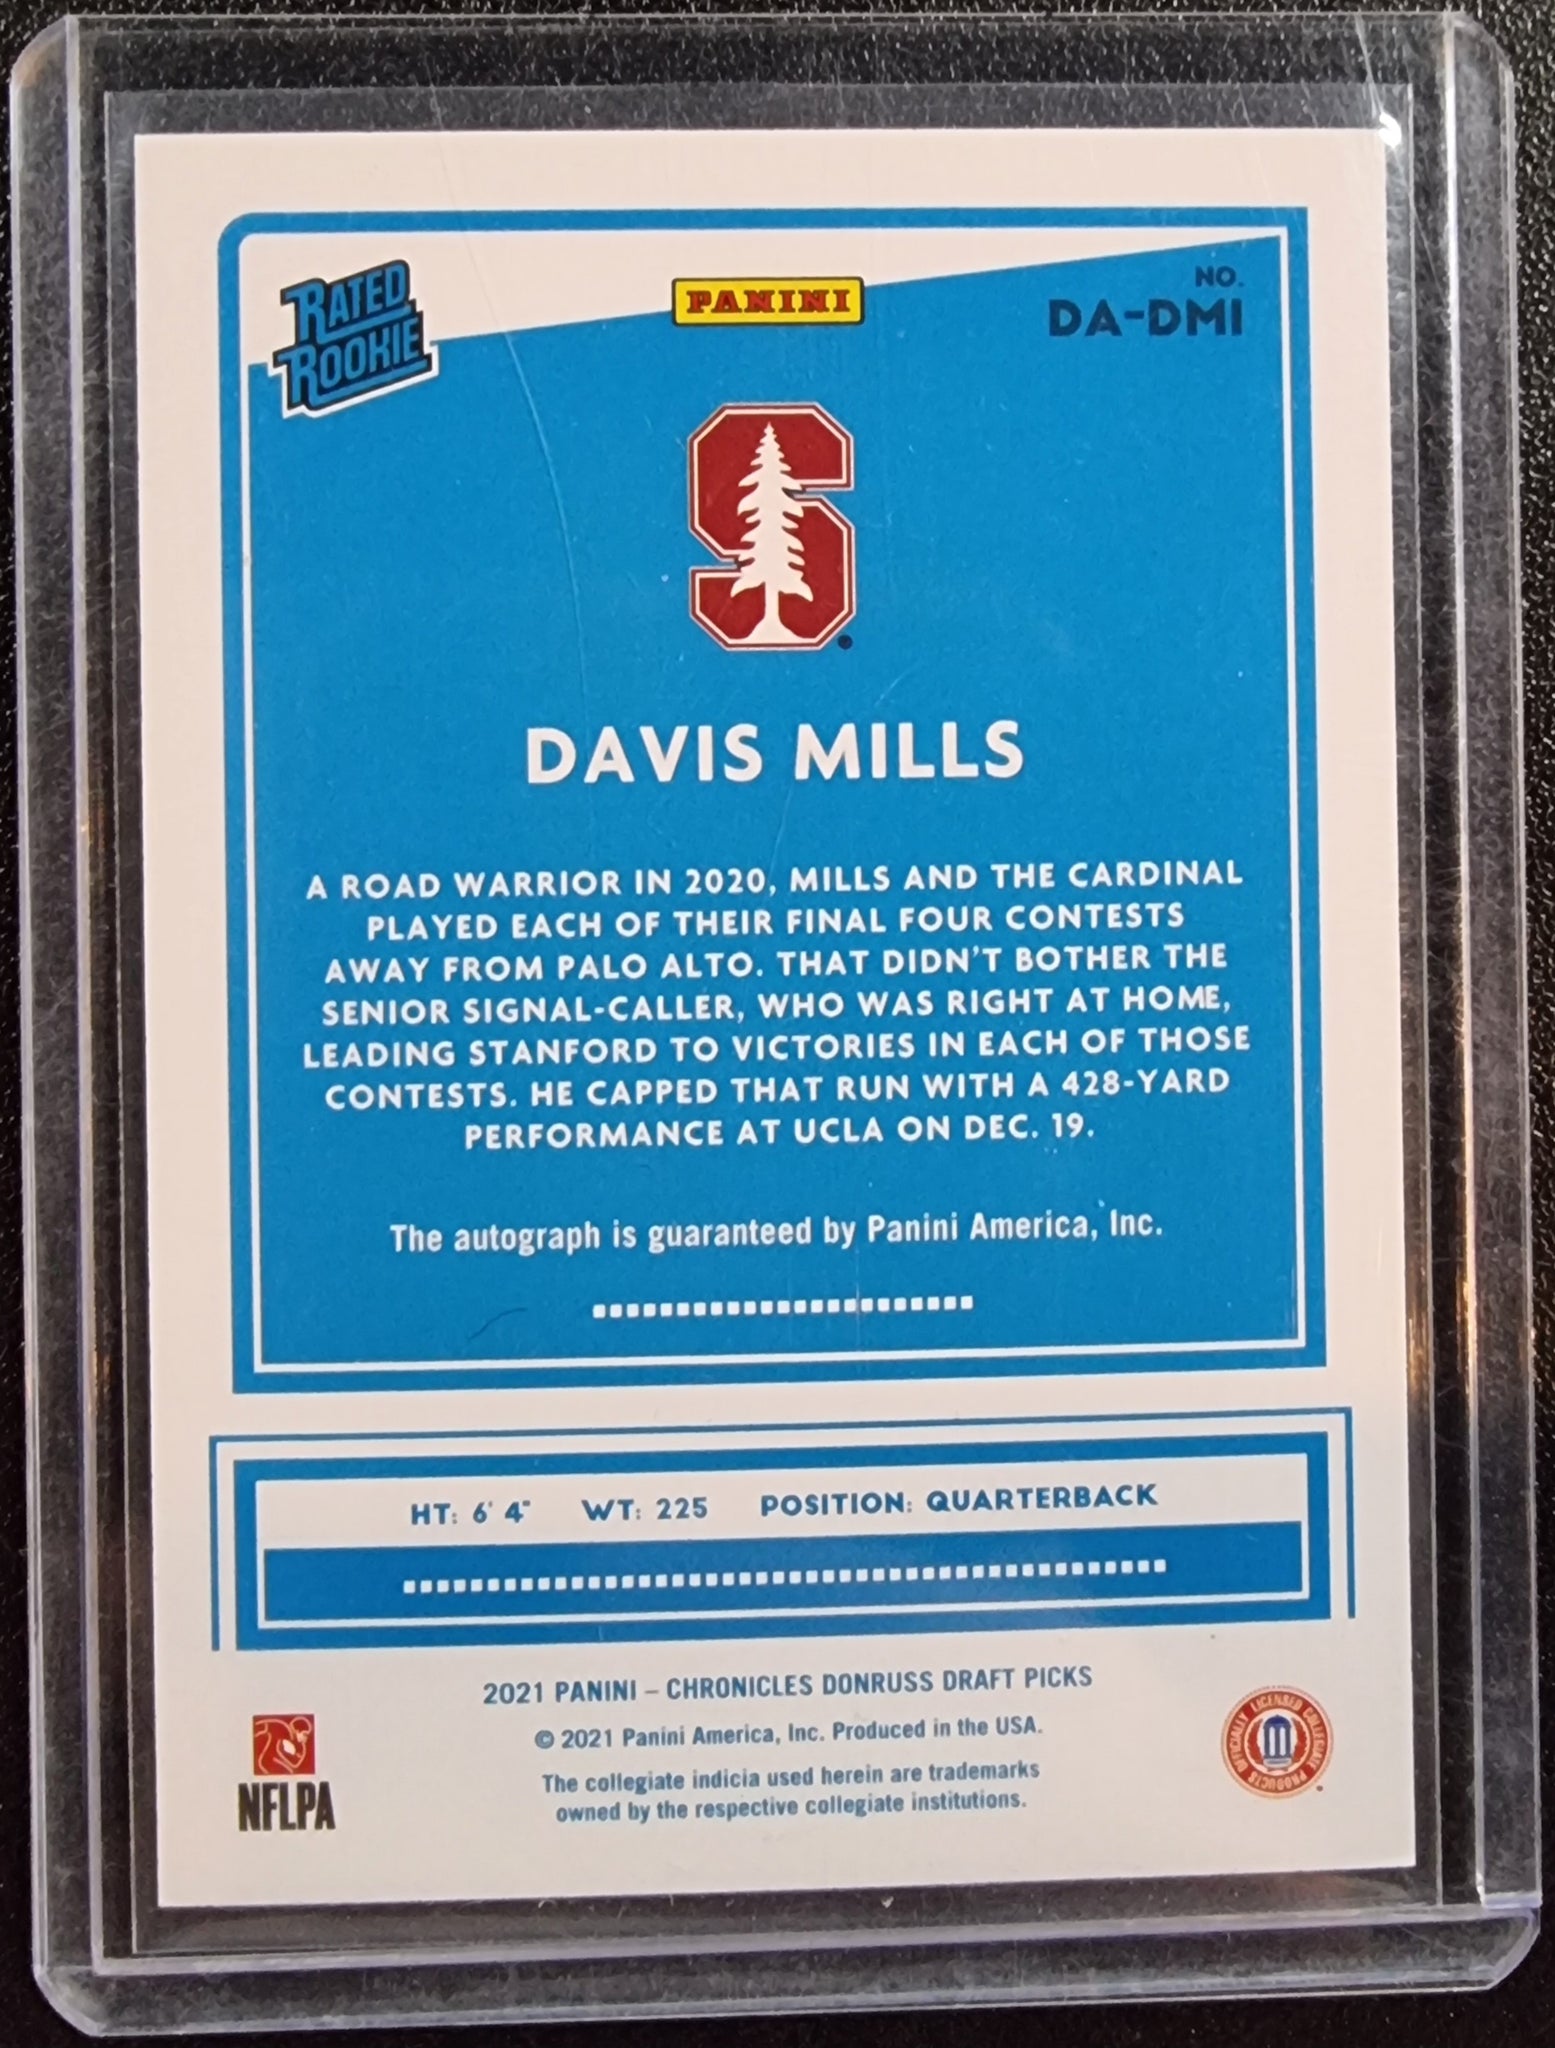 RATED
ROOKIE
PANINI
NO.
DA-DMI
DAVIS MILLS
A ROAD WARRIOR IN 2020, MILLS AND THE CARDINAL
PLAYED EACH OF THEIR FINAL FOUR CONTESTS
AWAY FROM PALO ALTO. THAT DIDN'T BOTHER THE
SENIOR SIGNAL-CALLER, WHO WAS RIGHT AT HOME,
LEADING STANFORD TO VICTORIES IN EACH OF THOSE
CONTESTS. HE CAPPED THAT RUN WITH A 428-YARD
PERFORMANCE AT UCLA ON DEC. 19.
The autograph is guaranteed by Panini America, Inc.
HT: 6' 4" WT: 225 POSITION: QUARTERBACK
2021 PANINI – CHRONICLES DONRUSS DRAFT PICKS
© 2021 Panini America, Inc. Produced in the USA.
The collegiate indicia used herein are trademarks
owned by the respective collegiate institutions.
NFLPA
OFFICIALLY LICENSED COLLEGIATE PRODUCTS